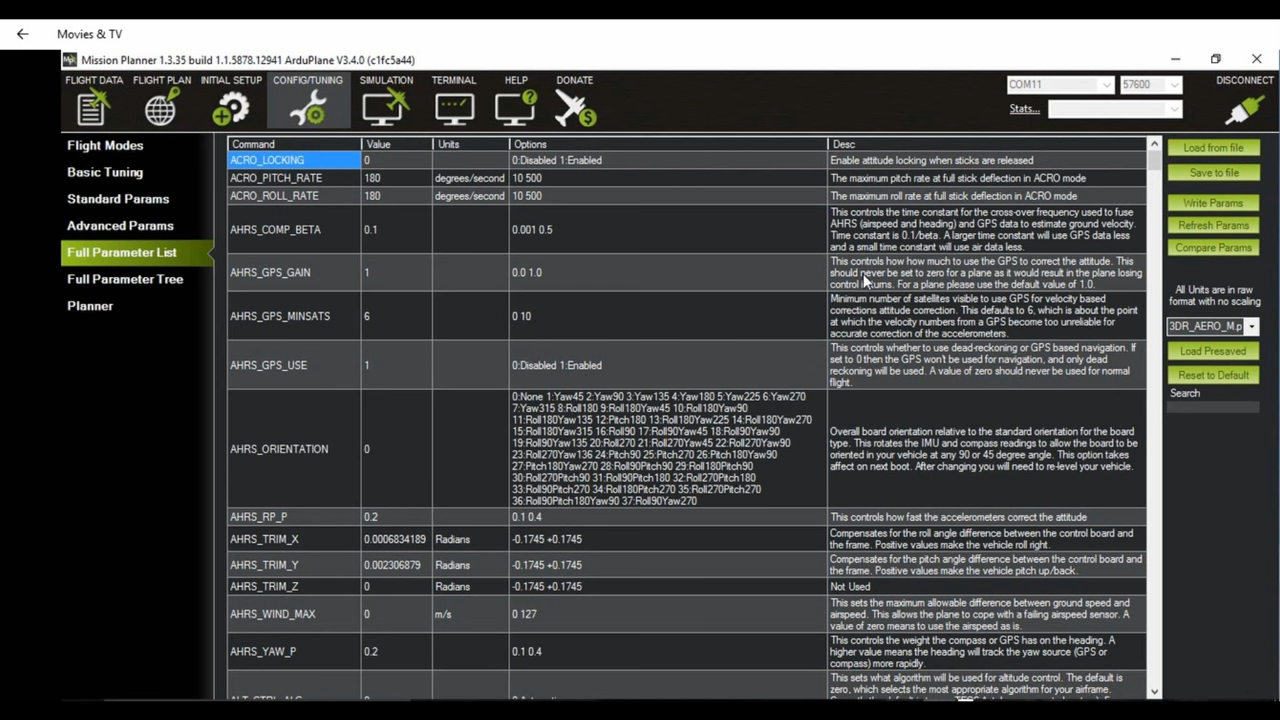 Movies & TV
Mission Planner 1.3.35 build 1.1.5878.12941 ArduPlane V3.4.0 (c1fc5a44)
FLIGHT DATA FLIGHT PLAN INITIAL SETUP CONFIG/TUNING SIMULATION TERMINAL HELP DONATE
COM11 57600 DISCONNECT
Stats...
Flight Modes
Basic Tuning
Standard Params
Advanced Params
Full Parameter List
Full Parameter Tree
Planner
Command Value Units Options Desc
ACRO_LOCKING 0 0:Disabled 1:Enabled Enable attitude locking when sticks are released
ACRO_PITCH_RATE 180 degrees/second 10 500 The maximum pitch rate at full stick deflection in ACRO mode
ACRO_ROLL_RATE 180 degrees/second 10 500 The maximum roll rate at full stick deflection in ACRO mode
AHRS_COMP_BETA 0.1 0.001 0.5
This controls the time constant for the cross-over frequency used to fuse
AHRS (airspeed and heading) and GPS data to estimate ground velocity.
Time constant is 0.1/beta. A larger time constant will use GPS data less
and a small time constant will use air data less.
AHRS_GPS_GAIN 1 0.0 1.0
This controls how how much to use the GPS to correct the attitude. This
should never be set to zero for a plane as it would result in the plane losing
control in turns. For a plane please use the default value of 1.0.
AHRS_GPS_MINSATS 6 0 10
Minimum number of satellites visible to use GPS for velocity based
corrections attitude correction. This defaults to 6, which is about the point
at which the velocity numbers from a GPS become too unreliable for
accurate correction of the accelerometers.
AHRS_GPS_USE 1 0:Disabled 1:Enabled
This controls whether to use dead-reckoning or GPS based navigation. If
set to 0 then the GPS won't be used for navigation, and only dead
reckoning will be used. A value of zero should never be used for normal
flight.
AHRS_ORIENTATION 0
0:None 1:Yaw45 2:Yaw90 3:Yaw135 4:Yaw180 5:Yaw225 6:Yaw270
7:Yaw315 8:Roll180 9:Roll180Yaw45 10:Roll180Yaw90
11:Roll180Yaw135 12:Pitch180 13:Roll180Yaw225 14:Roll180Yaw270
15:Roll180Yaw315 16:Roll90 17:Roll90Yaw45 18:Roll90Yaw90
19:Roll90Yaw135 20:Roll270 21:Roll270Yaw45 22:Roll270Yaw90
23:Roll270Yaw136 24:Pitch90 25:Pitch270 26:Pitch180Yaw90
27:Pitch180Yaw270 28:Roll90Pitch90 29:Roll180Pitch90
30:Roll270Pitch90 31:Roll90Pitch180 32:Roll270Pitch180
33:Roll90Pitch270 34:Roll180Pitch270 35:Roll270Pitch270
36:Roll90Pitch180Yaw90 37:Roll90Yaw270
Overall board orientation relative to the standard orientation for the board
type. This rotates the IMU and compass readings to allow the board to be
oriented in your vehicle at any 90 or 45 degree angle. This option takes
affect on next boot. After changing you will need to re-level your vehicle.
AHRS_RP_P 0.2 0.1 0.4 This controls how fast the accelerometers correct the attitude
AHRS_TRIM_X 0.0006834189 Radians -0.1745 +0.1745
Compensates for the roll angle difference between the control board and
the frame. Positive values make the vehicle roll right.
AHRS_TRIM_Y 0.002306879 Radians -0.1745 +0.1745
Compensates for the pitch angle difference between the control board and
the frame. Positive values make the vehicle pitch up/back.
AHRS_TRIM_Z 0 Radians -0.1745 +0.1745 Not Used
AHRS_WIND_MAX 0 m/s 0 127
This sets the maximum allowable difference between ground speed and
airspeed. This allows the plane to cope with a failing airspeed sensor. A
value of zero means to use the airspeed as is.
AHRS_YAW_P 0.2 0.1 0.4
This controls the weight the compass or GPS has on the heading. A
higher value means the heading will track the yaw source (GPS or
compass) more rapidly.
This sets what algorithm will be used for altitude control. The default is
zero, which selects the most appropriate algorithm for your airframe.
Load from file
Save to file
Write Params
Refresh Params
Compare Params
All Units are in raw
format with no scaling
3DR_AERO_M.p
Load Presaved
Reset to Default
Search